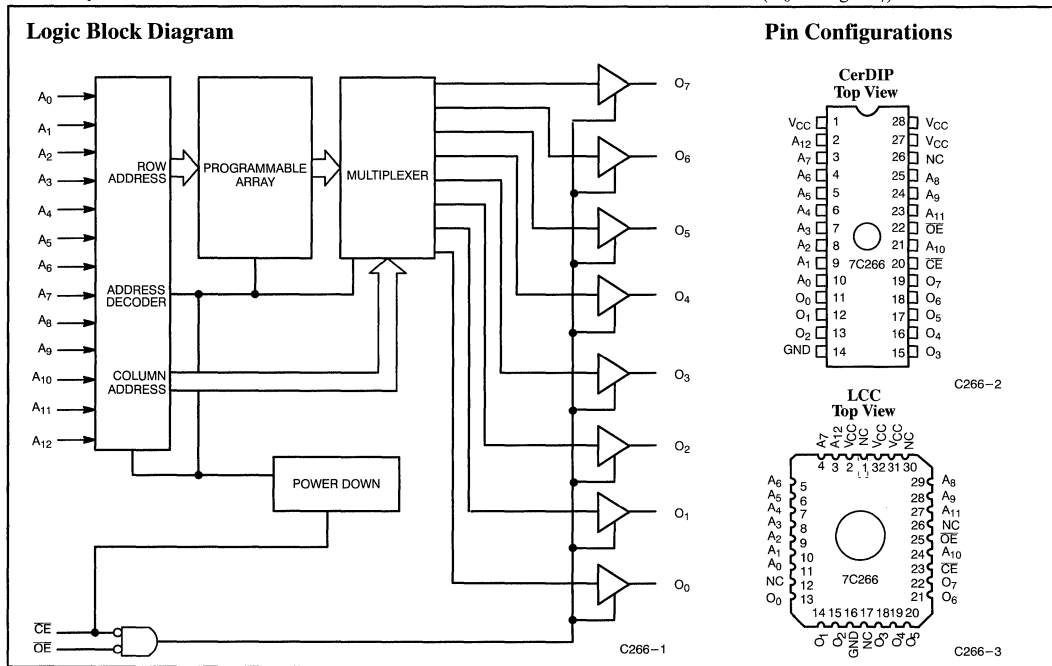 Logic Block Diagram
A0
A1
A2
A3
A4
A5
A6
A7
A8
A9
A10
A11
A12
ROW
ADDRESS
ADDRESS
DECODER
COLUMN
ADDRESS
PROGRAMMABLE
ARRAY
MULTIPLEXER
POWER DOWN
CE
OE
O7
O6
O5
O4
O3
O2
O1
O0
C266−1
Pin Configurations
CerDIP
Top View
VCC 1 28 VCC
A12 2 27 VCC
A7 3 26 NC
A6 4 25 A8
A5 5 24 A9
A4 6 23 A11
A3 7 22 OE
A2 8 21 A10
A1 9 7C266 20 CE
A0 10 19 O7
O0 11 18 O6
O1 12 17 O5
O2 13 16 O4
GND 14 15 O3
C266−2
LCC
Top View
A7 A12 VCC NC VCC VCC NC
4 3 2 1 32 31 30
A6 5 29 A8
A5 6 28 A9
A4 7 27 A11
A3 8 26 NC
A2 9 25 OE
A1 10 24 A10
A0 11 23 CE
NC 12 7C266 22 O7
O0 13 21 O6
14 15 16 17 18 19 20
O1 O2 GND NC O3 O4 O5
C266−3